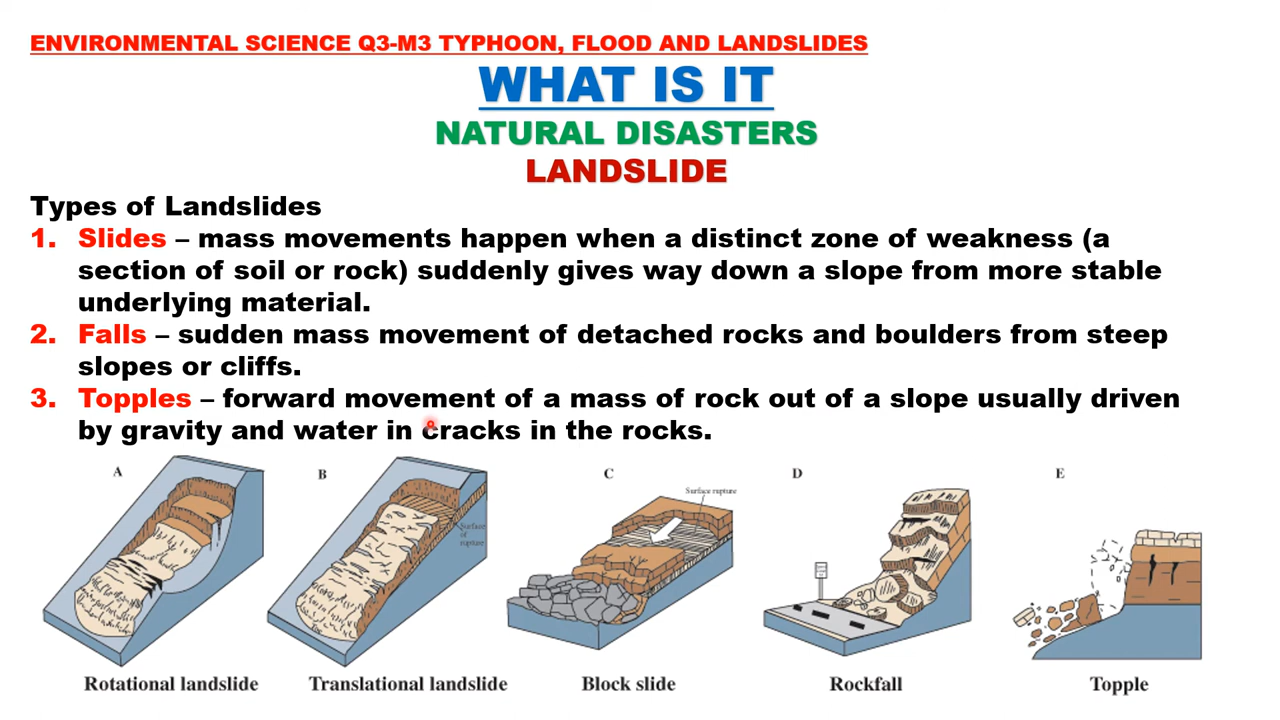 ENVIRONMENTAL SCIENCE Q3-M3 TYPHOON, FLOOD AND LANDSLIDES
WHAT IS IT
NATURAL DISASTERS
LANDSLIDE
Types of Landslides
1. Slides – mass movements happen when a distinct zone of weakness (a
section of soil or rock) suddenly gives way down a slope from more stable
underlying material.
2. Falls – sudden mass movement of detached rocks and boulders from steep
slopes or cliffs.
3. Topples – forward movement of a mass of rock out of a slope usually driven
by gravity and water in cracks in the rocks.
A
B
C
D
E
Surface rupture
Surface
of
rupture
Rotational landslide
Translational landslide
Block slide
Rockfall
Topple